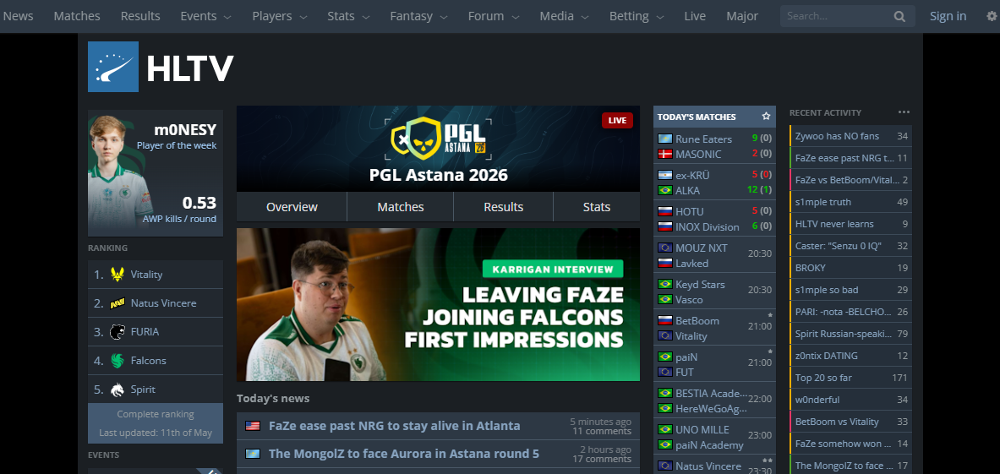 News Matches Results Events Players Stats Fantasy Forum Media Betting Live Major Search... Sign in
HLTV
m0NESY
Player of the week
0.53
AWP kills / round
RANKING
1. Vitality
2. Natus Vincere
3. FURIA
4. Falcons
5. Spirit
Complete ranking
Last updated: 11th of May
EVENTS
LIVE
PGL
ASTANA '26
PGL Astana 2026
Overview Matches Results Stats
KARRIGAN INTERVIEW
LEAVING FAZE
JOINING FALCONS
FIRST IMPRESSIONS
Today's news
FaZe ease past NRG to stay alive in Atlanta 5 minutes ago
11 comments
The MongolZ to face Aurora in Astana round 5 2 hours ago
17 comments
TODAY'S MATCHES
Rune Eaters 9 (0)
MASONIC 2 (0)
ex-KRÜ 5 (0)
ALKA 12 (1)
HOTU 5 (0)
INOX Division 6 (0)
MOUZ NXT 20:30
Lavked
Keyd Stars 20:30
Vasco
BetBoom 21:00
Vitality
paiN 21:00
FUT
BESTIA Acade... 22:00
HereWeGoAg...
UNO MILLE 23:00
paiN Academy
Natus Vincere 23:30
RECENT ACTIVITY
Zywoo has NO fans 34
FaZe ease past NRG t... 11
FaZe vs BetBoom/Vital... 2
s1mple truth 49
HLTV never learns 9
Caster: "Senzu 0 IQ" 32
BROKY 19
s1mple so bad 29
PARI: -nota -BELCHO... 26
Spirit Russian-speaki... 79
z0ntix DATING 12
Top 20 so far 171
w0nderful 34
BetBoom vs Vitality 33
FaZe somehow won ... 14
The MongolZ to face ... 17